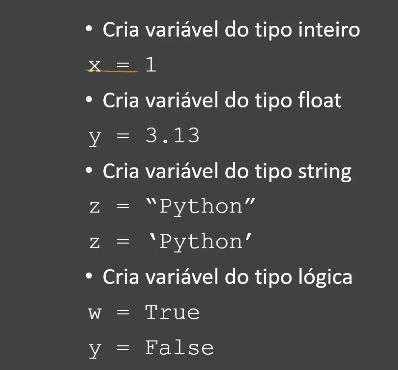 • Cria variável do tipo inteiro
x = 1
• Cria variável do tipo float
y = 3.13
• Cria variável do tipo string
z = “Python”
z = ‘Python’
• Cria variável do tipo lógica
w = True
y = False